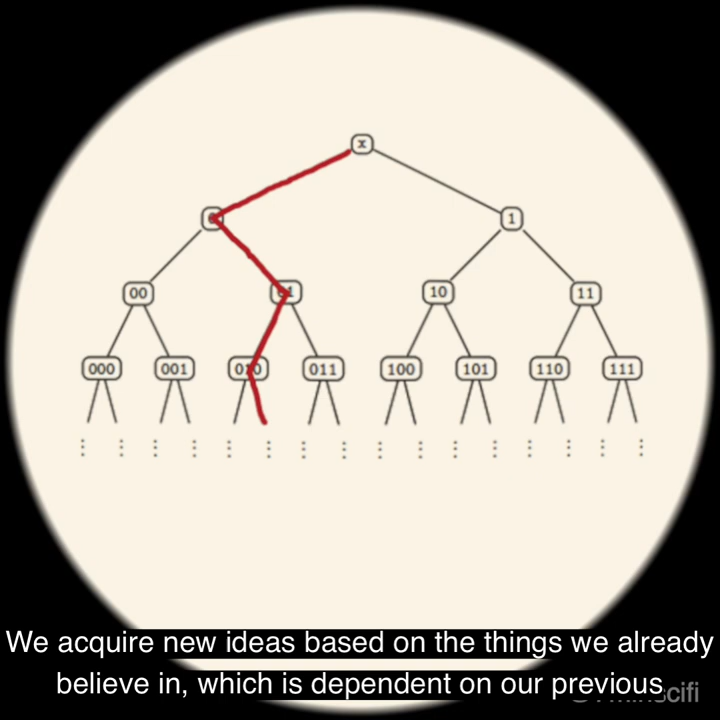 x
1
00
10
11
000 001 010 011 100 101 110 111
We acquire new ideas based on the things we already
believe in, which is dependent on our previous